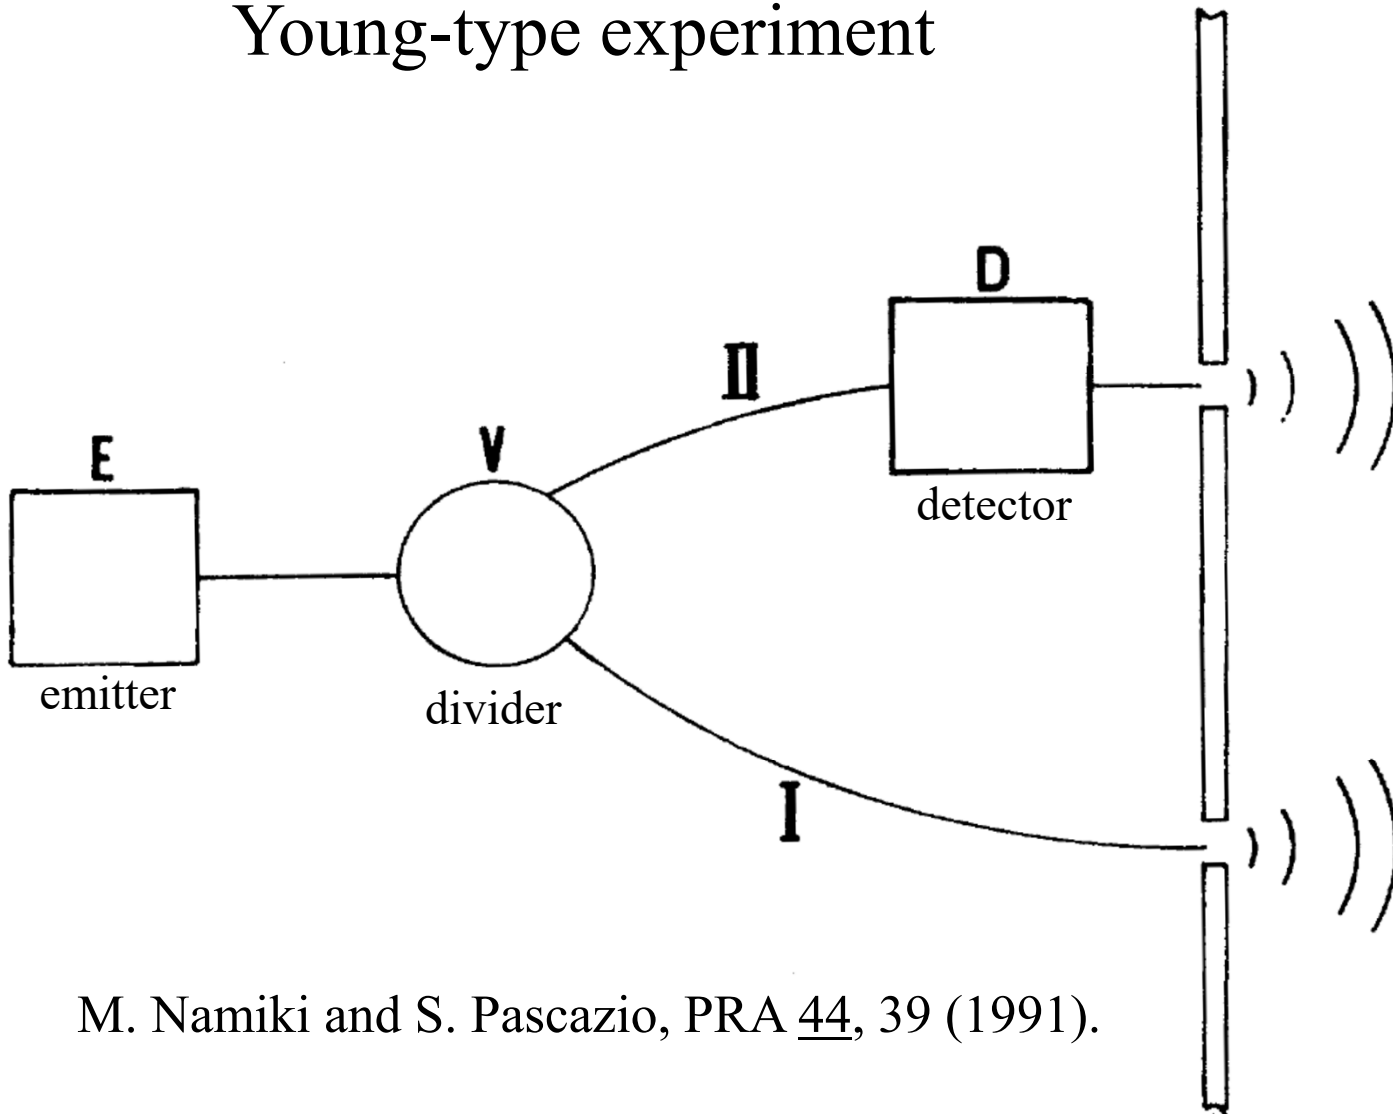 Young-type experiment
D
II
V
E
detector
emitter
divider
I
M. Namiki and S. Pascazio, PRA 44, 39 (1991).